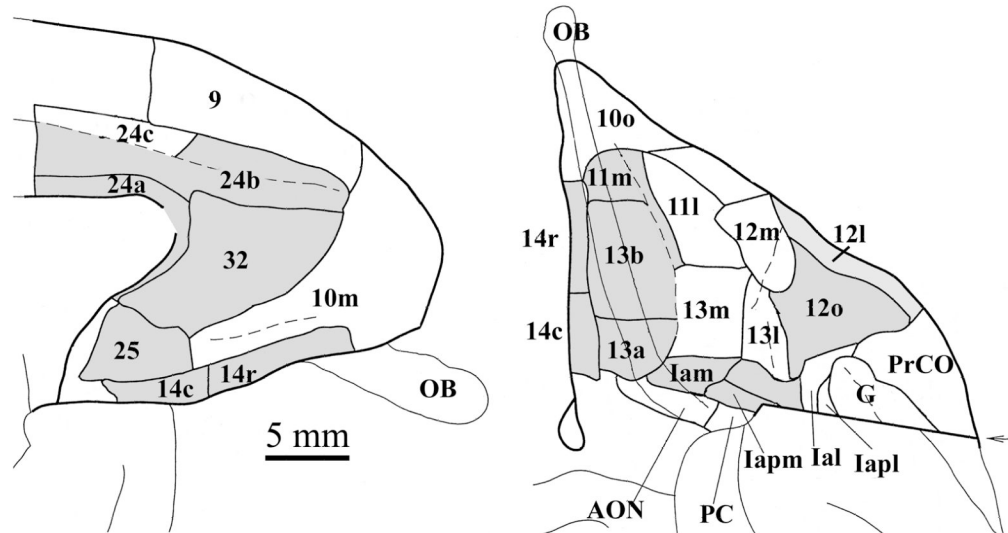 9
24c
24a
24b
32
10m
25
14c
14r
OB
5 mm
OB
10o
11m
11l
14r
13b
12m
12l
14c
13m
12o
13a
13l
Iam
PrCO
G
Iapm
Ial
Iapl
AON
PC